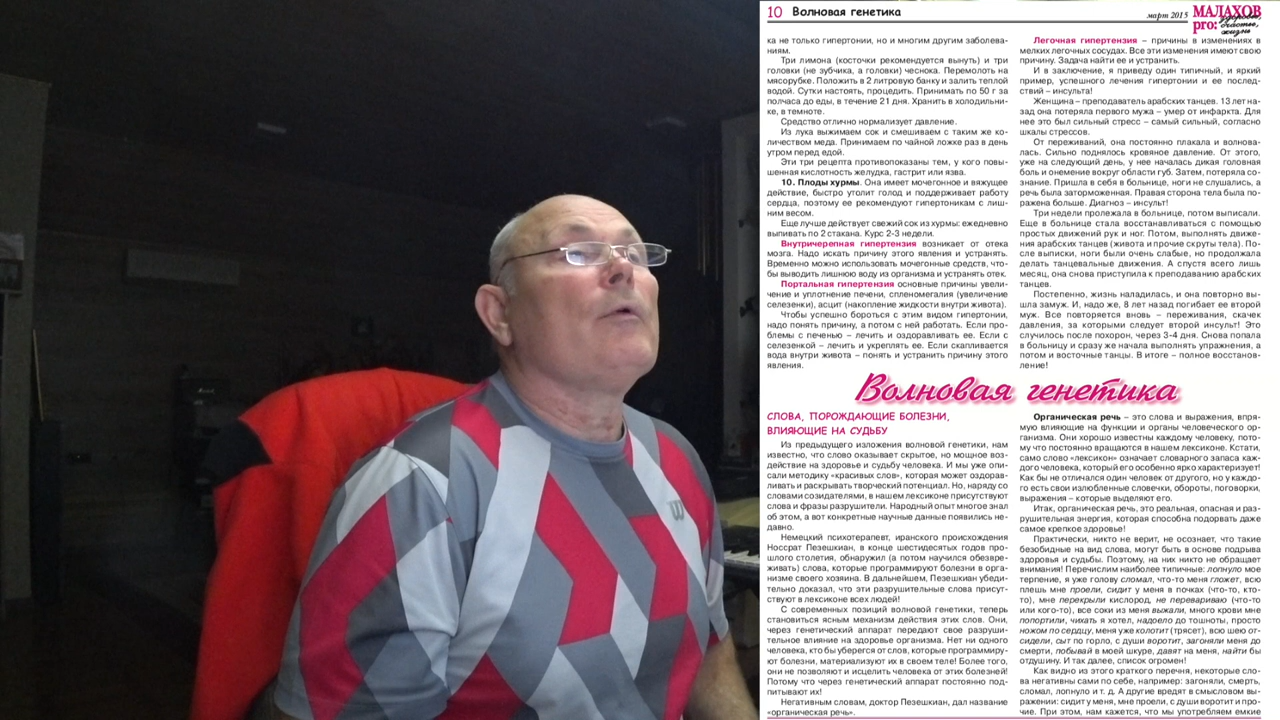 10 Волновая генетика
март 2015 МАЛАХОВ
pro: здоровье,
счастье,
жизнь
ка не только гипертонии, но и многим другим заболева-
ниям.
Три лимона (косточки рекомендуется вынуть) и три
головки (не зубчика, а головки) чеснока. Перемолоть на
мясорубке. Положить в 2 литровую банку и залить теплой
водой. Сутки настоять, процедить. Принимать по 50 г за
полчаса до еды, в течение 21 дня. Хранить в холодильни-
ке, в темноте.
Средство отлично нормализует давление.
Из лука выжимаем сок и смешиваем с таким же ко-
личеством меда. Принимаем по чайной ложке раз в день
утром перед едой.
Эти три рецепта противопоказаны тем, у кого повы-
шенная кислотность желудка, гастрит или язва.
10. Плоды хурмы. Она имеет мочегонное и вяжущее
действие, быстро утолит голод и поддерживает работу
сердца, поэтому ее рекомендуют гипертоникам с лиш-
ним весом.
Еще лучше действует свежий сок из хурмы: ежедневно
выпивать по 2 стакана. Курс 2-3 недели.
Внутричерепная гипертензия возникает от отека
мозга. Надо искать причину этого явления и устранять.
Временно можно использовать мочегонные средств, что-
бы выводить лишнюю воду из организма и устранять отек.
Портальная гипертензия основные причины увели-
чение и уплотнение печени, спленомегалия (увеличение
селезенки), асцит (накопление жидкости внутри живота).
Чтобы успешно бороться с этим видом гипертонии,
надо понять причину, а потом с ней работать. Если про-
блемы с печенью – лечить и оздоравливать ее. Если с
селезенкой – лечить и укреплять ее. Если скапливается
вода внутри живота – понять и устранить причину этого
явления.
Легочная гипертензия – причины в изменениях в
мелких легочных сосудах. Все эти изменения имеют свою
причину. Задача найти ее и устранить.
И в заключение, я приведу один типичный, и яркий
пример, успешного лечения гипертонии и ее послед-
ствий – инсульта!
Женщина – преподаватель арабских танцев. 13 лет на-
зад она потеряла первого мужа – умер от инфаркта. Для
нее это был сильный стресс – самый сильный, согласно
шкалы стрессов.
От переживаний, она постоянно плакала и волнова-
лась. Сильно поднялось кровяное давление. От этого,
уже на следующий день, у нее началась дикая головная
боль и онемение вокруг области губ. Затем, потеряла со-
знание. Пришла в себя в больнице, ноги не слушались, а
речь была заторможенная. Правая сторона тела была по-
ражена больше. Диагноз – инсульт!
Три недели пролежала в больнице, потом выписали.
Еще в больнице стала восстанавливаться с помощью
простых движений рук и ног. Потом, выполнять движе-
ния арабских танцев (живота и прочие скруты тела). По-
сле выписки, ноги были очень слабые, но продолжала
делать танцевальные движения. А спустя всего лишь
месяц, она снова приступила к преподаванию арабских
танцев.
Постепенно, жизнь наладилась, и она повторно вы-
шла замуж. И, надо же, 8 лет назад погибает ее второй
муж. Все повторяется вновь – переживания, скачек
давления, за которыми следует второй инсульт! Это
случилось после похорон, через 3-4 дня. Снова попала
в больницу и сразу же начала выполнять упражнения, а
потом и восточные танцы. В итоге – полное восстанов-
ление!
Волновая генетика
СЛОВА, ПОРОЖДАЮЩИЕ БОЛЕЗНИ,
ВЛИЯЮЩИЕ НА СУДЬБУ
Из предыдущего изложения волновой генетики, нам
известно, что слово оказывает скрытое, но мощное воз-
действие на здоровье и судьбу человека. И мы уже опи-
сали методику «красивых слов», которая может оздорав-
ливать и раскрывать творческий потенциал. Но, наряду со
словами созидателями, в нашем лексиконе присутствуют
слова и фразы разрушители. Народный опыт многое знал
об этом, а вот конкретные научные данные появились не-
давно.
Немецкий психотерапевт, иранского происхождения
Носсрат Пезешкиан, в конце шестидесятых годов про-
шлого столетия, обнаружил (а потом научился обезвре-
живать) слова, которые программируют болезни в орга-
низме своего хозяина. В дальнейшем, Пезешкиан убеди-
тельно доказал, что эти разрушительные слова присут-
ствуют в лексиконе всех людей!
С современных позиций волновой генетики, теперь
становиться ясным механизм действия этих слов. Они,
через генетический аппарат передают свое разруши-
тельное влияние на здоровье организма. Нет ни одного
человека, кто бы уберегся от слов, которые программиру-
ют болезни, материализуют их в своем теле! Более того,
они не позволяют и исцелить человека от этих болезней!
Потому что через генетический аппарат постоянно под-
питывают их!
Негативным словам, доктор Пезешкиан, дал название
«органическая речь».
Органическая речь – это слова и выражения, впря-
мую влияющие на функции и органы человеческого ор-
ганизма. Они хорошо известны каждому человеку, пото-
му что постоянно вращаются в нашем лексиконе. Кстати,
само слово «лексикон» означает словарного запаса каж-
дого человека, который его особенно ярко характеризует!
Как бы не отличался один человек от другого, но у каждо-
го есть свои излюбленные словечки, обороты, поговорки,
выражения – которые выделяют его.
Итак, органическая речь, это реальная, опасная и раз-
рушительная энергия, которая способна подорвать даже
самое крепкое здоровье!
Практически, никто не верит, не осознает, что такие
безобидные на вид слова, могут быть в основе подрыва
здоровья и судьбы. Поэтому, на них никто не обращает
внимания! Перечислим наиболее типичные: лопнуло мое
терпение, я уже голову сломал, что-то меня гложет, всю
плешь мне проели, сидит у меня в почках (что-то, кто-
то), мне перекрыли кислород, не перевариваю (что-то
или кого-то), все соки из меня выжали, много крови мне
попортили, чихать я хотел, надоело до тошноты, просто
ножом по сердцу, меня уже колотит (трясет), всю шею от-
сидели, сыт по горло, с души воротит, загоняли меня до
смерти, побывай в моей шкуре, давят на меня, найти бы
отдушину. И так далее, список огромен!
Как видно из этого краткого перечня, некоторые сло-
ва негативны сами по себе, например: загоняли, смерть,
сломал, лопнуло и т. д. А другие вредят в смысловом вы-
ражении: сидит у меня, мне проели, с души воротит и про-
чие. При этом, нам кажется, что мы употребляем емкие
W